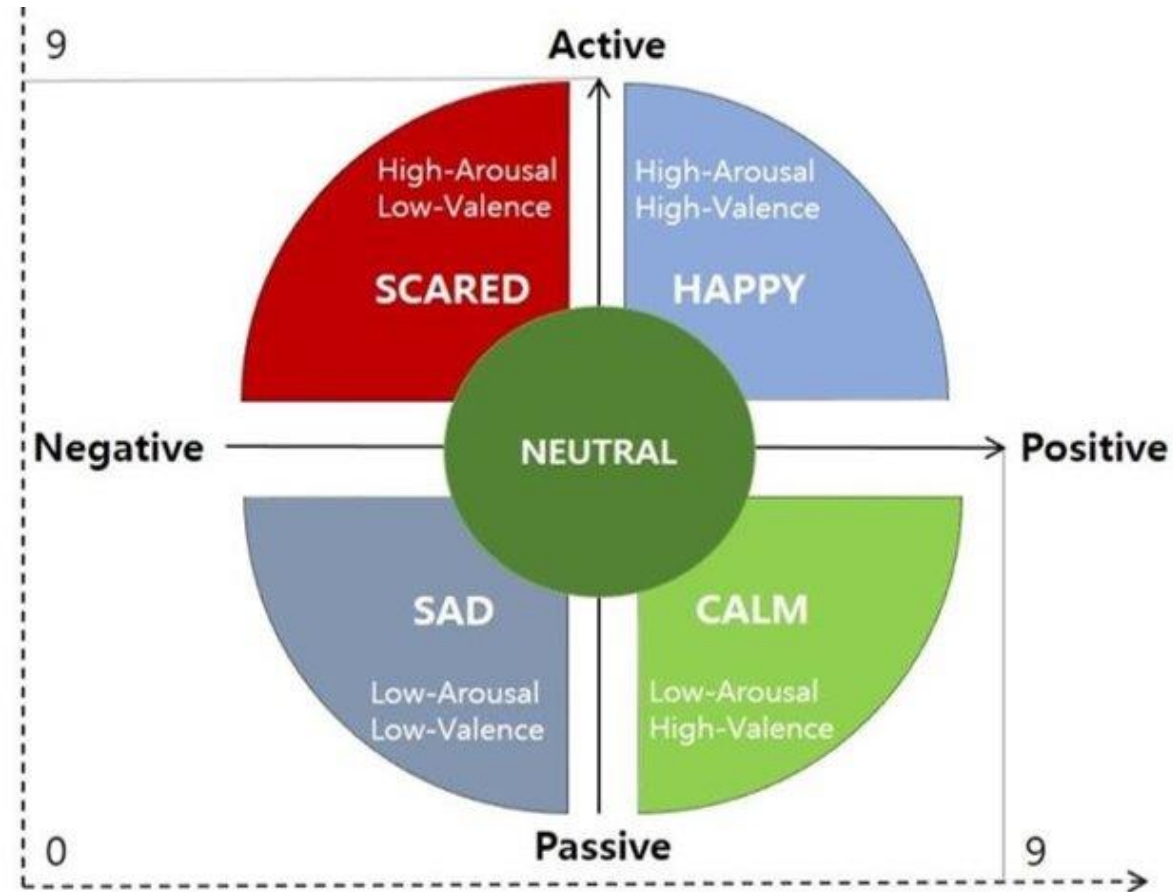 9
Active
High-Arousal
Low-Valence
SCARED
High-Arousal
High-Valence
HAPPY
Negative
NEUTRAL
Positive
SAD
Low-Arousal
Low-Valence
CALM
Low-Arousal
High-Valence
0
Passive
9